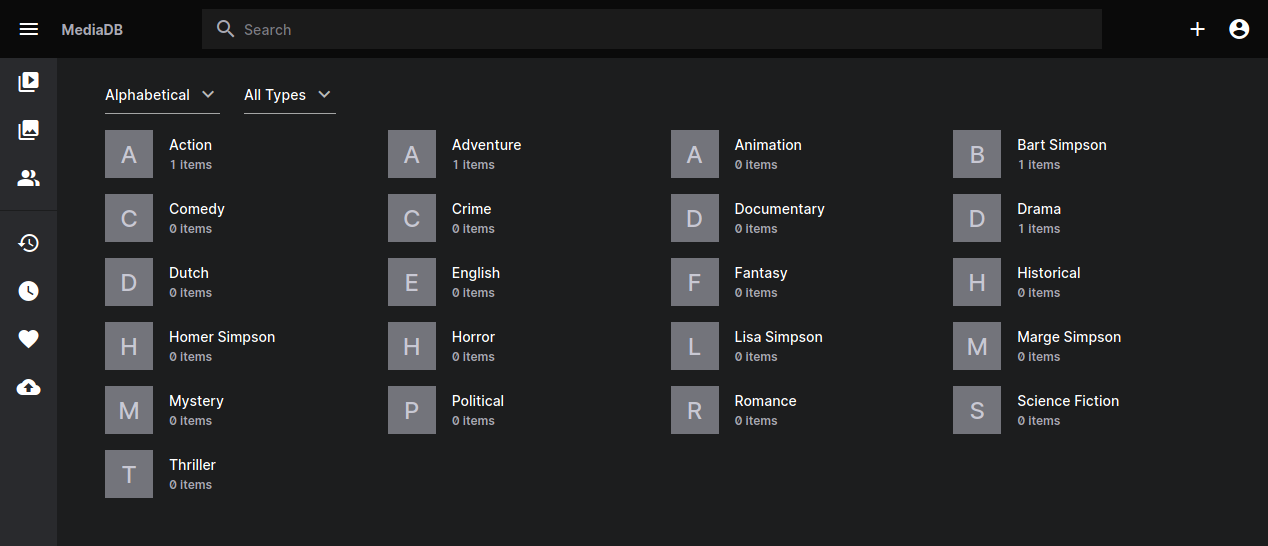 MediaDB
Search
Alphabetical
All Types
A
Action
1 items
A
Adventure
1 items
A
Animation
0 items
B
Bart Simpson
1 items
C
Comedy
0 items
C
Crime
0 items
D
Documentary
0 items
D
Drama
1 items
D
Dutch
0 items
E
English
0 items
F
Fantasy
0 items
H
Historical
0 items
H
Homer Simpson
0 items
H
Horror
0 items
L
Lisa Simpson
0 items
M
Marge Simpson
0 items
M
Mystery
0 items
P
Political
0 items
R
Romance
0 items
S
Science Fiction
0 items
T
Thriller
0 items